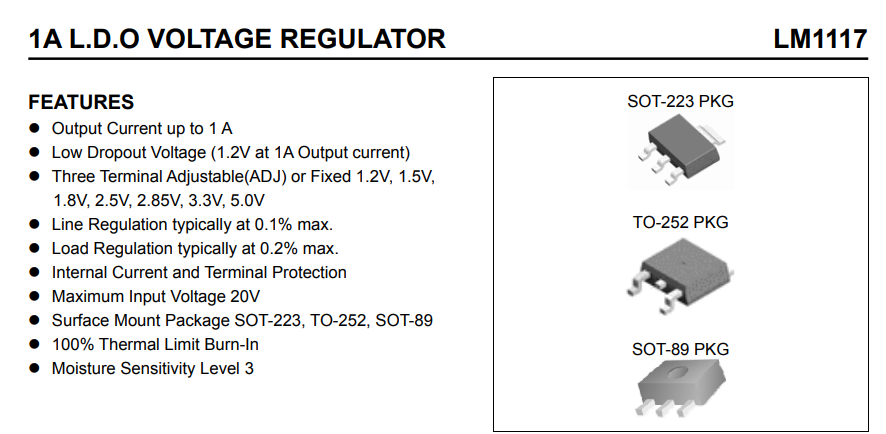 1A L.D.O VOLTAGE REGULATOR LM1117
FEATURES
● Output Current up to 1 A
● Low Dropout Voltage (1.2V at 1A Output current)
● Three Terminal Adjustable(ADJ) or Fixed 1.2V, 1.5V,
1.8V, 2.5V, 2.85V, 3.3V, 5.0V
● Line Regulation typically at 0.1% max.
● Load Regulation typically at 0.2% max.
● Internal Current and Terminal Protection
● Maximum Input Voltage 20V
● Surface Mount Package SOT-223, TO-252, SOT-89
● 100% Thermal Limit Burn-In
● Moisture Sensitivity Level 3
SOT-223 PKG
TO-252 PKG
SOT-89 PKG